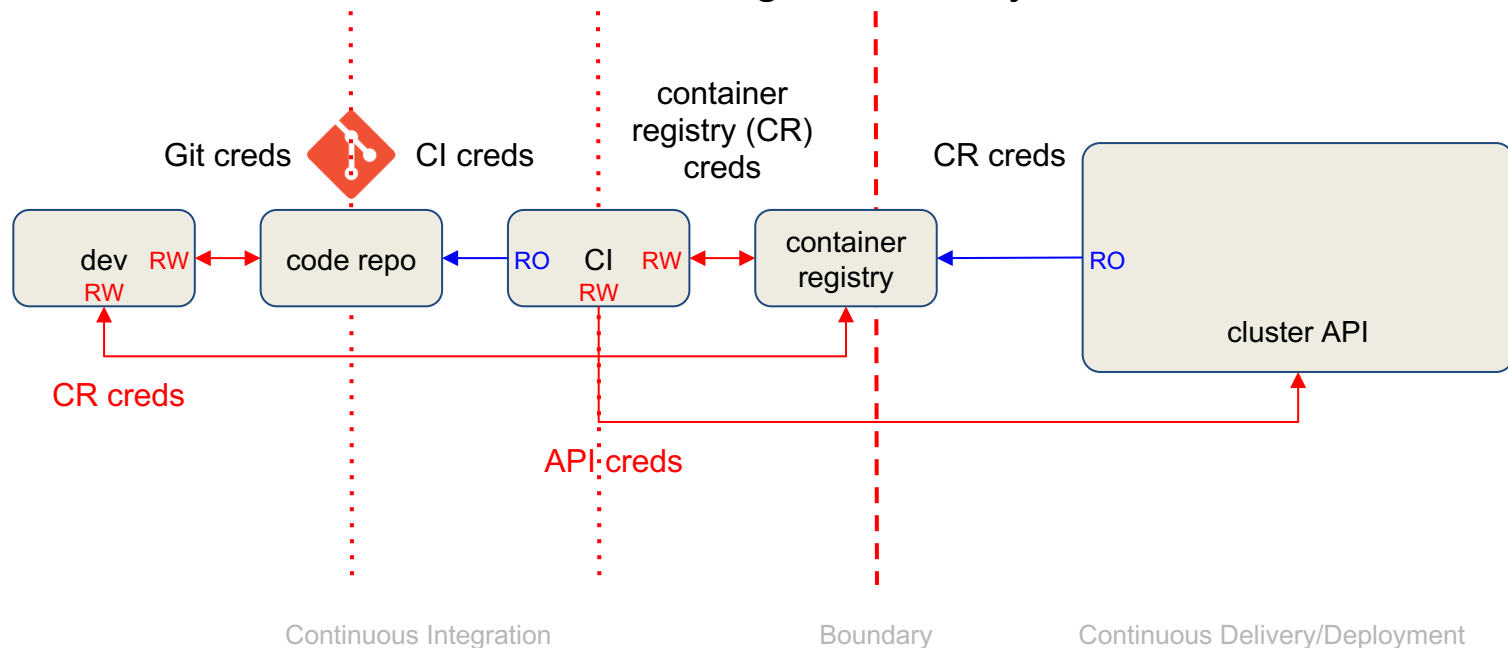 container
registry (CR)
creds
Git creds
CI creds
CR creds
dev
RW
RW
code repo
RO
CI
RW
RW
container
registry
RO
cluster API
CR creds
API creds
Continuous Integration
Boundary
Continuous Delivery/Deployment